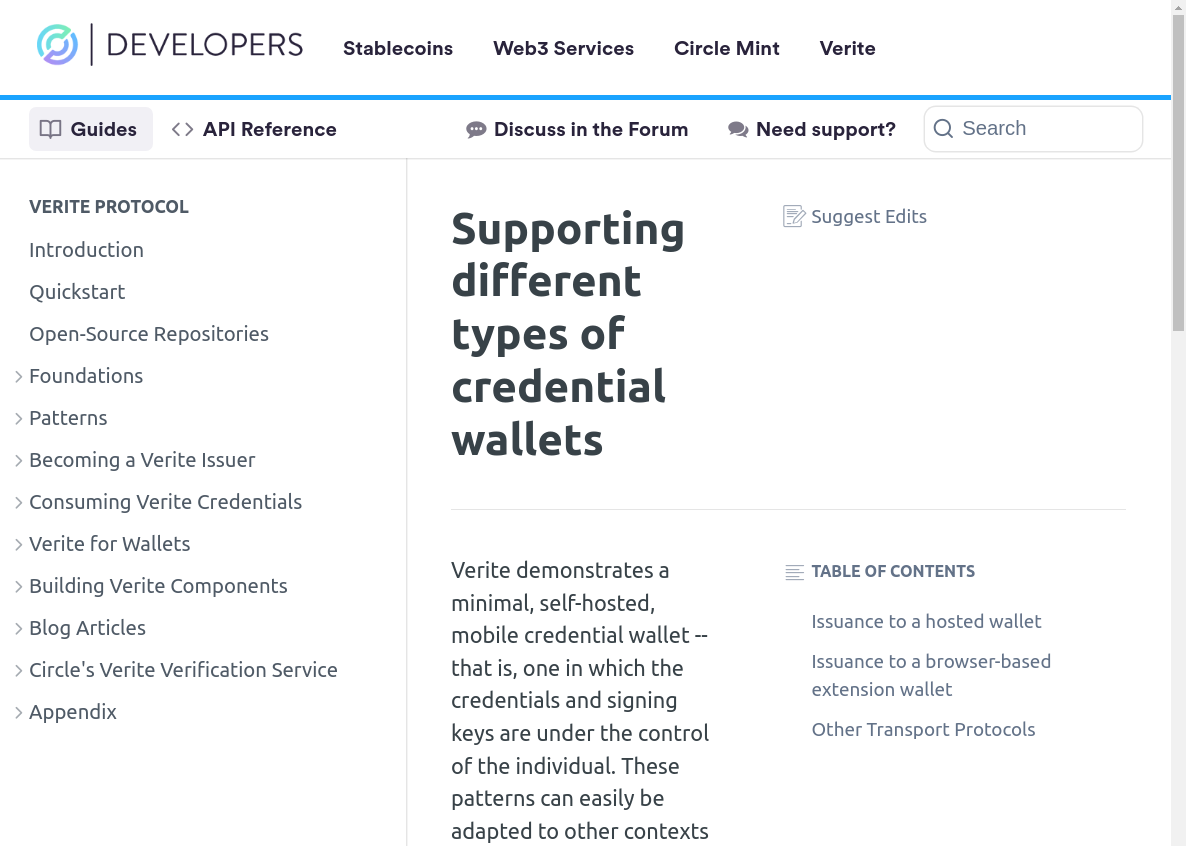 DEVELOPERS
Stablecoins
Web3 Services
Circle Mint
Verite
Guides
API Reference
Discuss in the Forum
Need support?
Search
VERITE PROTOCOL
Introduction
Quickstart
Open-Source Repositories
Foundations
Patterns
Becoming a Verite Issuer
Consuming Verite Credentials
Verite for Wallets
Building Verite Components
Blog Articles
Circle's Verite Verification Service
Appendix
Supporting
different
types of
credential
wallets
Suggest Edits
Verite demonstrates a
minimal, self-hosted,
mobile credential wallet --
that is, one in which the
credentials and signing
keys are under the control
of the individual. These
patterns can easily be
adapted to other contexts
TABLE OF CONTENTS
Issuance to a hosted wallet
Issuance to a browser-based
extension wallet
Other Transport Protocols